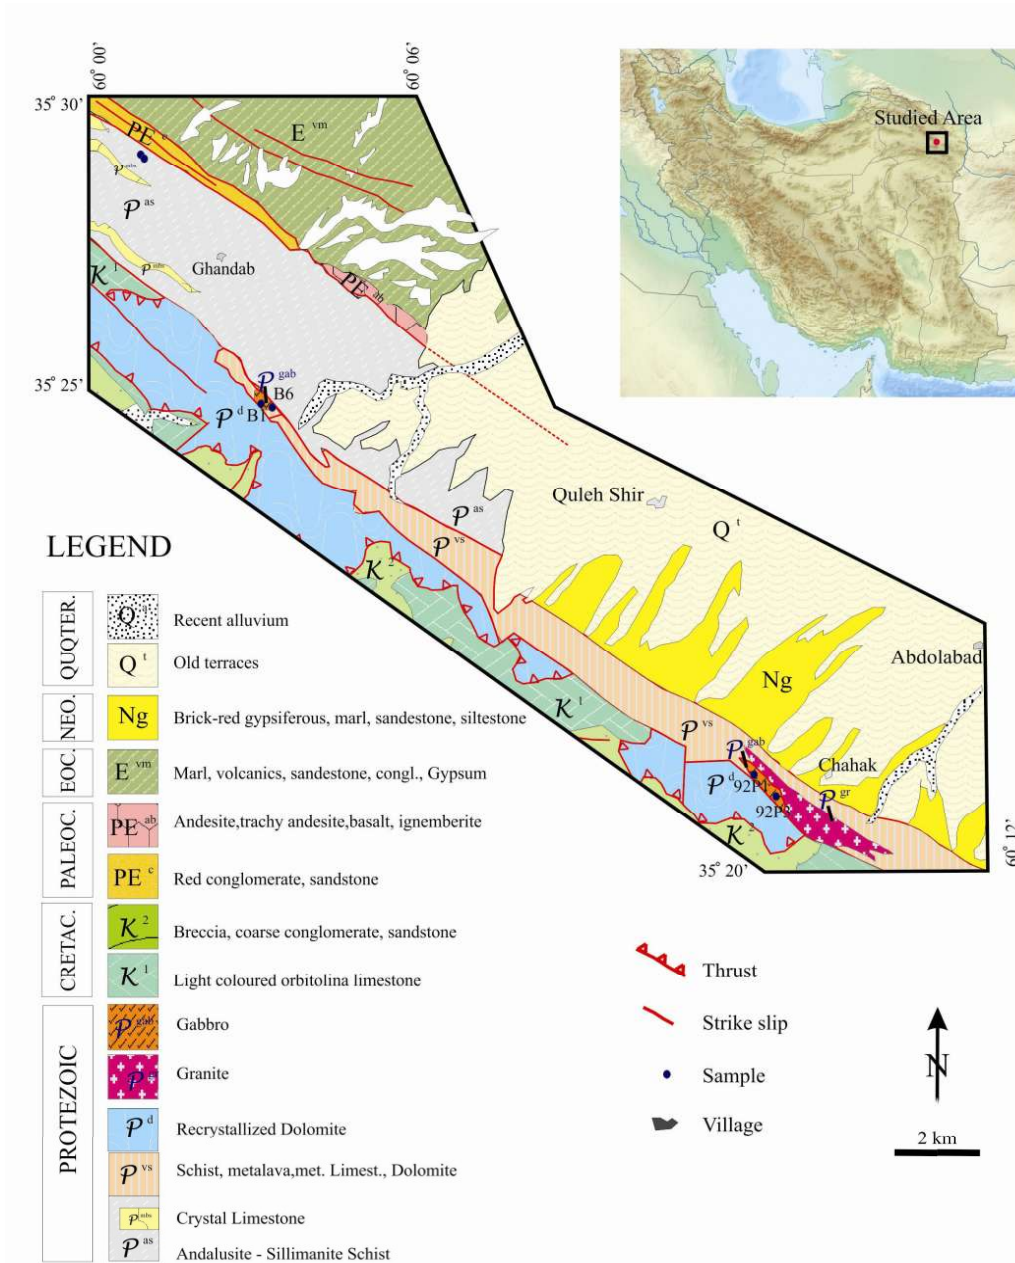 60° 00'
60° 06'
35° 30'
Studied Area
PE c
E vm
P as
P mbs
Ghandab
K 1
PE ab
35° 25'
P gab
B6
P d
B1
Quleh Shir
P as
Q t
P vs
K 2
Abdolabad
Ng
K 1
P vs
P gab
Chahak
P d
92P1
P gr
K 2
60° 12'
35° 20'
LEGEND
QUQTER.
Recent alluvium
Q t
Old terraces
NEO.
Ng
Brick-red gypsiferous, marl, sandestone, siltestone
EOC.
E vm
Marl, volcanics, sandestone, congl., Gypsum
PALEOC.
PE ab
Andesite,trachy andesite,basalt, ignemberite
PE c
Red conglomerate, sandstone
CRETAC.
K 2
Breccia, coarse conglomerate, sandstone
K 1
Light coloured orbitolina limestone
PROTEZOIC
P gab
Gabbro
Granite
P d
Recrystallized Dolomite
P vs
Schist, metalava,met. Limest., Dolomite
P mbs
Crystal Limestone
P as
Andalusite - Sillimanite Schist
Thrust
Strike slip
Sample
Village
N
2 km